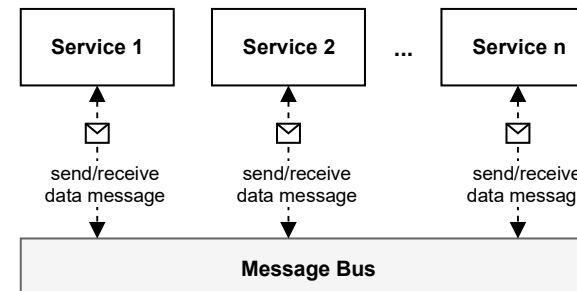 Service 1
Service 2
...
Service n
send/receive
data message
send/receive
data message
send/receive
data messag
Message Bus